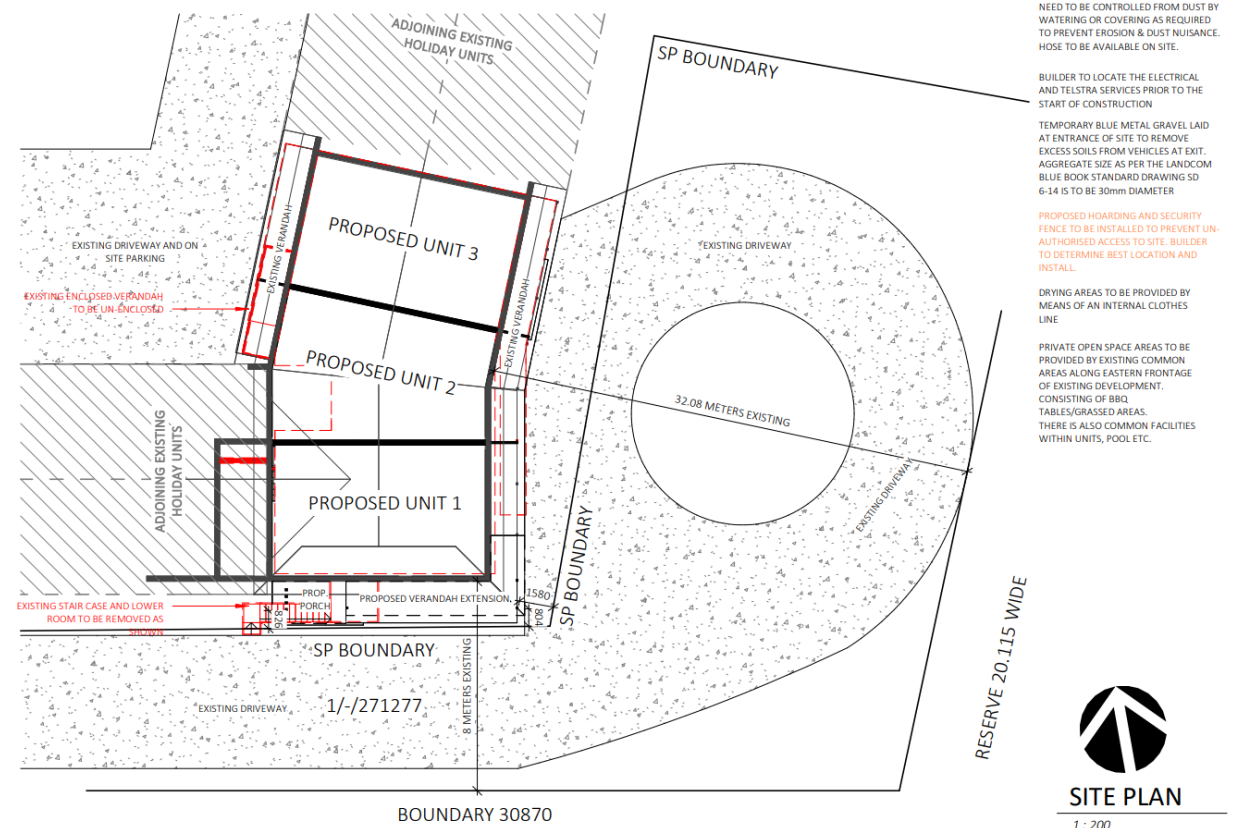 NEED TO BE CONTROLLED FROM DUST BY
WATERING OR COVERING AS REQUIRED
TO PREVENT EROSION & DUST NUISANCE.
HOSE TO BE AVAILABLE ON SITE.
BUILDER TO LOCATE THE ELECTRICAL
AND TELSTRA SERVICES PRIOR TO THE
START OF CONSTRUCTION
TEMPORARY BLUE METAL GRAVEL LAID
AT ENTRANCE OF SITE TO REMOVE
EXCESS SOILS FROM VEHICLES AT EXIT.
AGGREGATE SIZE AS PER THE LANDCOM
BLUE BOOK STANDARD DRAWING SD
6-14 IS TO BE 30mm DIAMETER
PROPOSED HOARDING AND SECURITY
FENCE TO BE INSTALLED TO PREVENT UN-
AUTHORISED ACCESS TO SITE. BUILDER
TO DETERMINE BEST LOCATION AND
INSTALL.
DRYING AREAS TO BE PROVIDED BY
MEANS OF AN INTERNAL CLOTHES
LINE
PRIVATE OPEN SPACE AREAS TO BE
PROVIDED BY EXISTING COMMON
AREAS ALONG EASTERN FRONTAGE
OF EXISTING DEVELOPMENT.
CONSISTING OF BBQ
TABLES/GRASSED AREAS.
THERE IS ALSO COMMON FACILITIES
WITHIN UNITS, POOL ETC.
ADJOINING EXISTING
HOLIDAY UNITS
SP BOUNDARY
PROPOSED UNIT 3
EXISTING VERANDAH
EXISTING DRIVEWAY AND ON
SITE PARKING
EXISTING DRIVEWAY
EXISTING ENCLOSED VERANDAH
TO BE UN-ENCLOSED
EXISTING VERANDAH
PROPOSED UNIT 2
32.08 METERS EXISTING
ADJOINING EXISTING
HOLIDAY UNITS
PROPOSED UNIT 1
EXISTING DRIVEWAY
SP BOUNDARY
PROP.
PORCH
PROPOSED VERANDAH EXTENSION
1580
804
826
EXISTING STAIR CASE AND LOWER
ROOM TO BE REMOVED AS
SHOWN
SP BOUNDARY
8 METERS EXISTING
EXISTING DRIVEWAY
1/-/271277
RESERVE 20.115 WIDE
BOUNDARY 30870
SITE PLAN
1 : 200